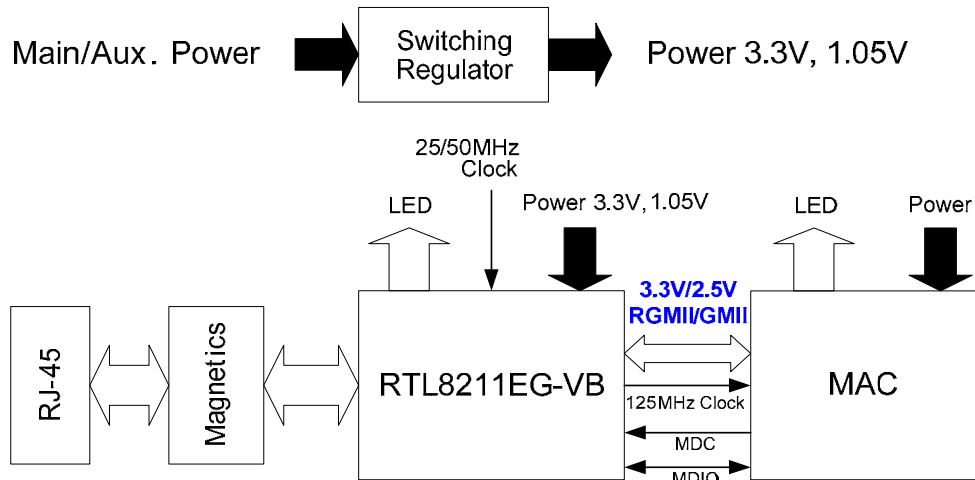 Main/Aux. Power
Switching
Regulator
Power 3.3V, 1.05V
25/50MHz
Clock
LED
Power 3.3V, 1.05V
LED
Power
3.3V/2.5V
RGMII/GMII
RJ-45
Magnetics
RTL8211EG-VB
MAC
125MHz Clock
MDC
MDIO